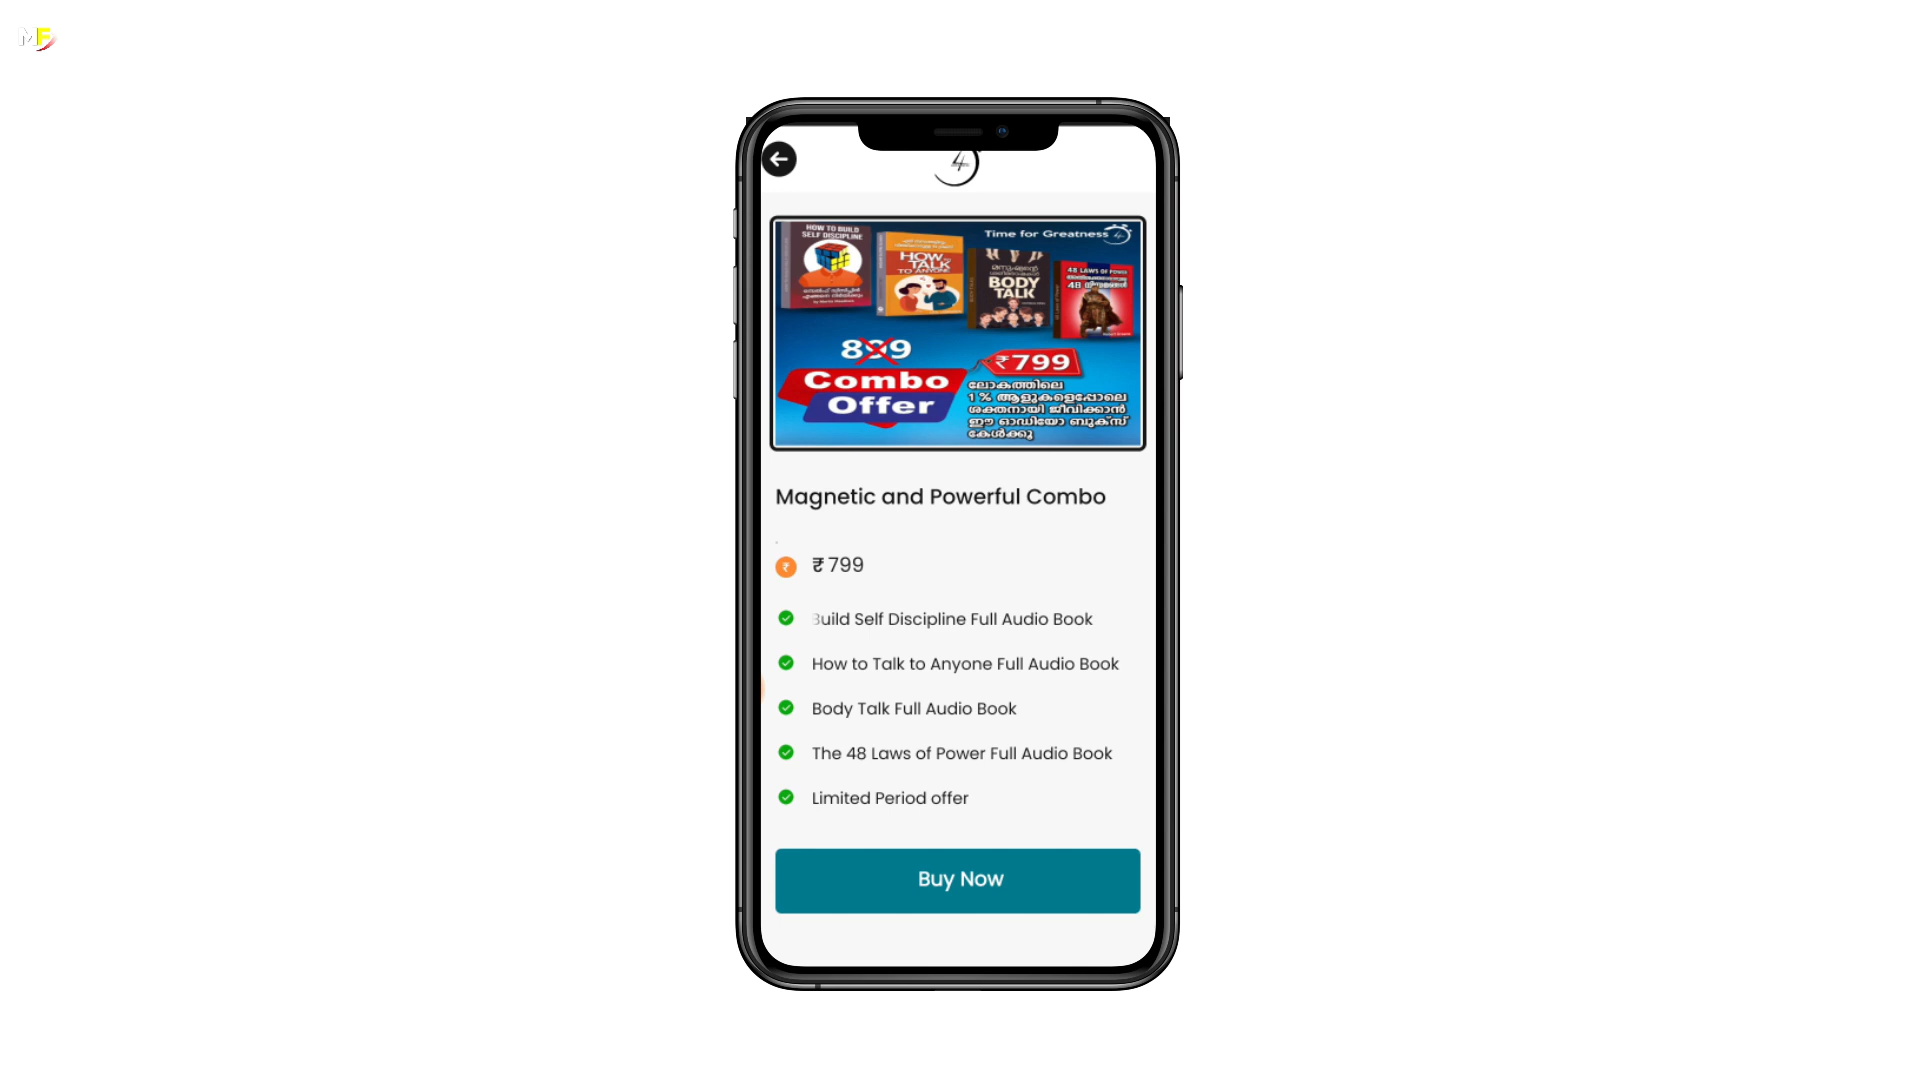 MF
4
HOW TO BUILD
SELF DISCIPLINE
HOW TO
TALK
TO ANYONE
BODY
TALK
48 LAWS OF POWER
Time for Greatness
899
₹799
Combo
Offer
ലോകത്തിലെ
1 % ആളുകളെപ്പോലെ
ശക്തനായി ജീവിക്കാൻ
ഈ ഓഡിയോ ബുക്സ്
കേൾക്കൂ
Magnetic and Powerful Combo
₹ 799
Build Self Discipline Full Audio Book
How to Talk to Anyone Full Audio Book
Body Talk Full Audio Book
The 48 Laws of Power Full Audio Book
Limited Period offer
Buy Now